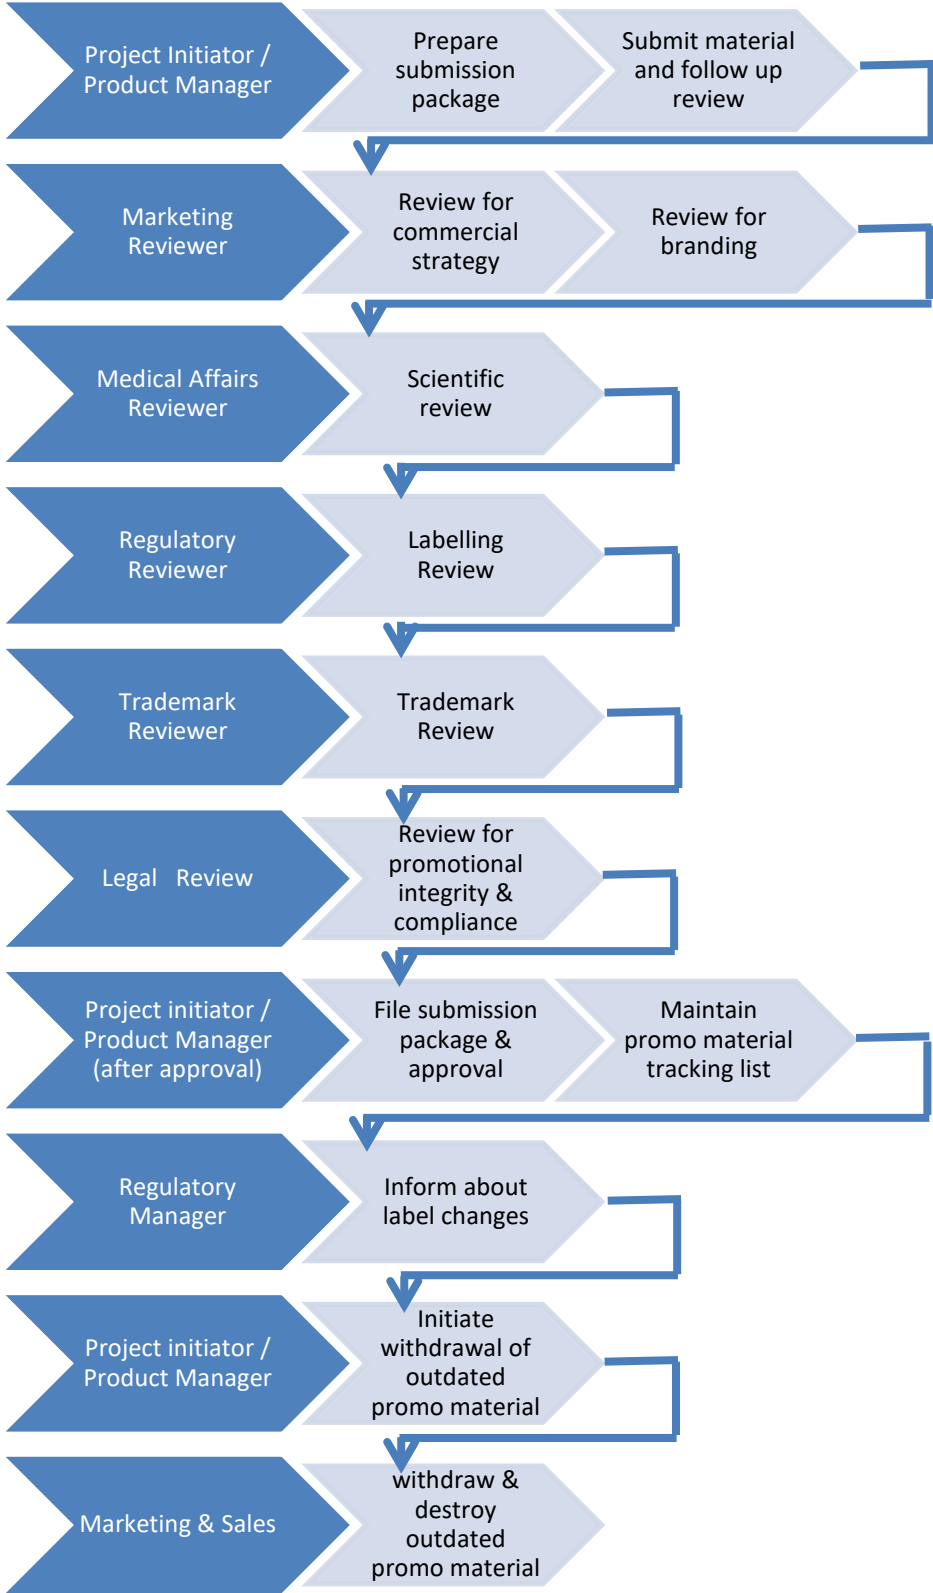 Project Initiator /
Product Manager
Prepare
submission
package
Submit material
and follow up
review
Marketing
Reviewer
Review for
commercial
strategy
Review for
branding
Medical Affairs
Reviewer
Scientific
review
Regulatory
Reviewer
Labelling
Review
Trademark
Reviewer
Trademark
Review
Legal Review
Review for
promotional
integrity &
compliance
Project initiator /
Product Manager
(after approval)
File submission
package &
approval
Maintain
promo material
tracking list
Regulatory
Manager
Inform about
label changes
Project initiator /
Product Manager
Initiate
withdrawal of
outdated
promo material
Marketing & Sales
withdraw &
destroy
outdated
promo material